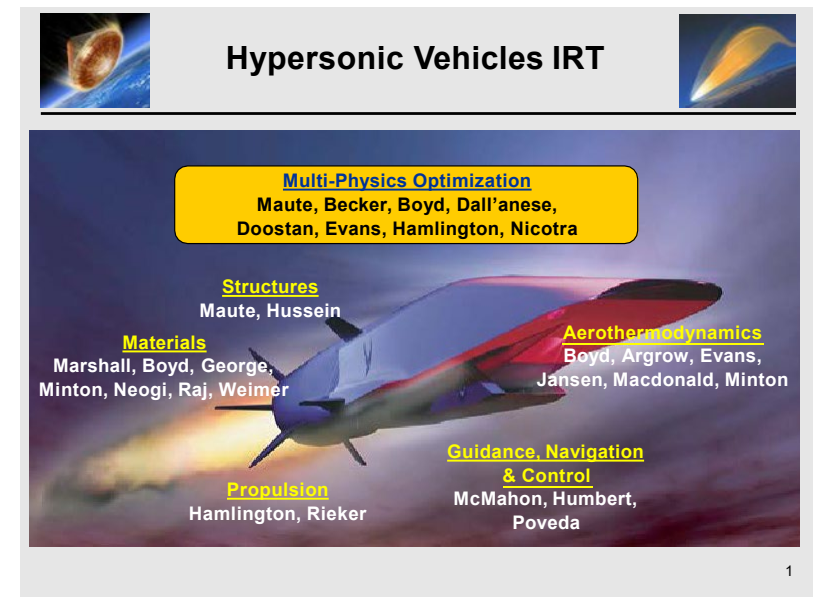 Hypersonic Vehicles IRT
Multi-Physics Optimization
Maute, Becker, Boyd, Dall’anese,
Doostan, Evans, Hamlington, Nicotra
Structures
Maute, Hussein
Materials
Marshall, Boyd, George,
Minton, Neogi, Raj, Weimer
Aerothermodynamics
Boyd, Argrow, Evans,
Jansen, Macdonald, Minton
Propulsion
Hamlington, Rieker
Guidance, Navigation
& Control
McMahon, Humbert,
Poveda
1